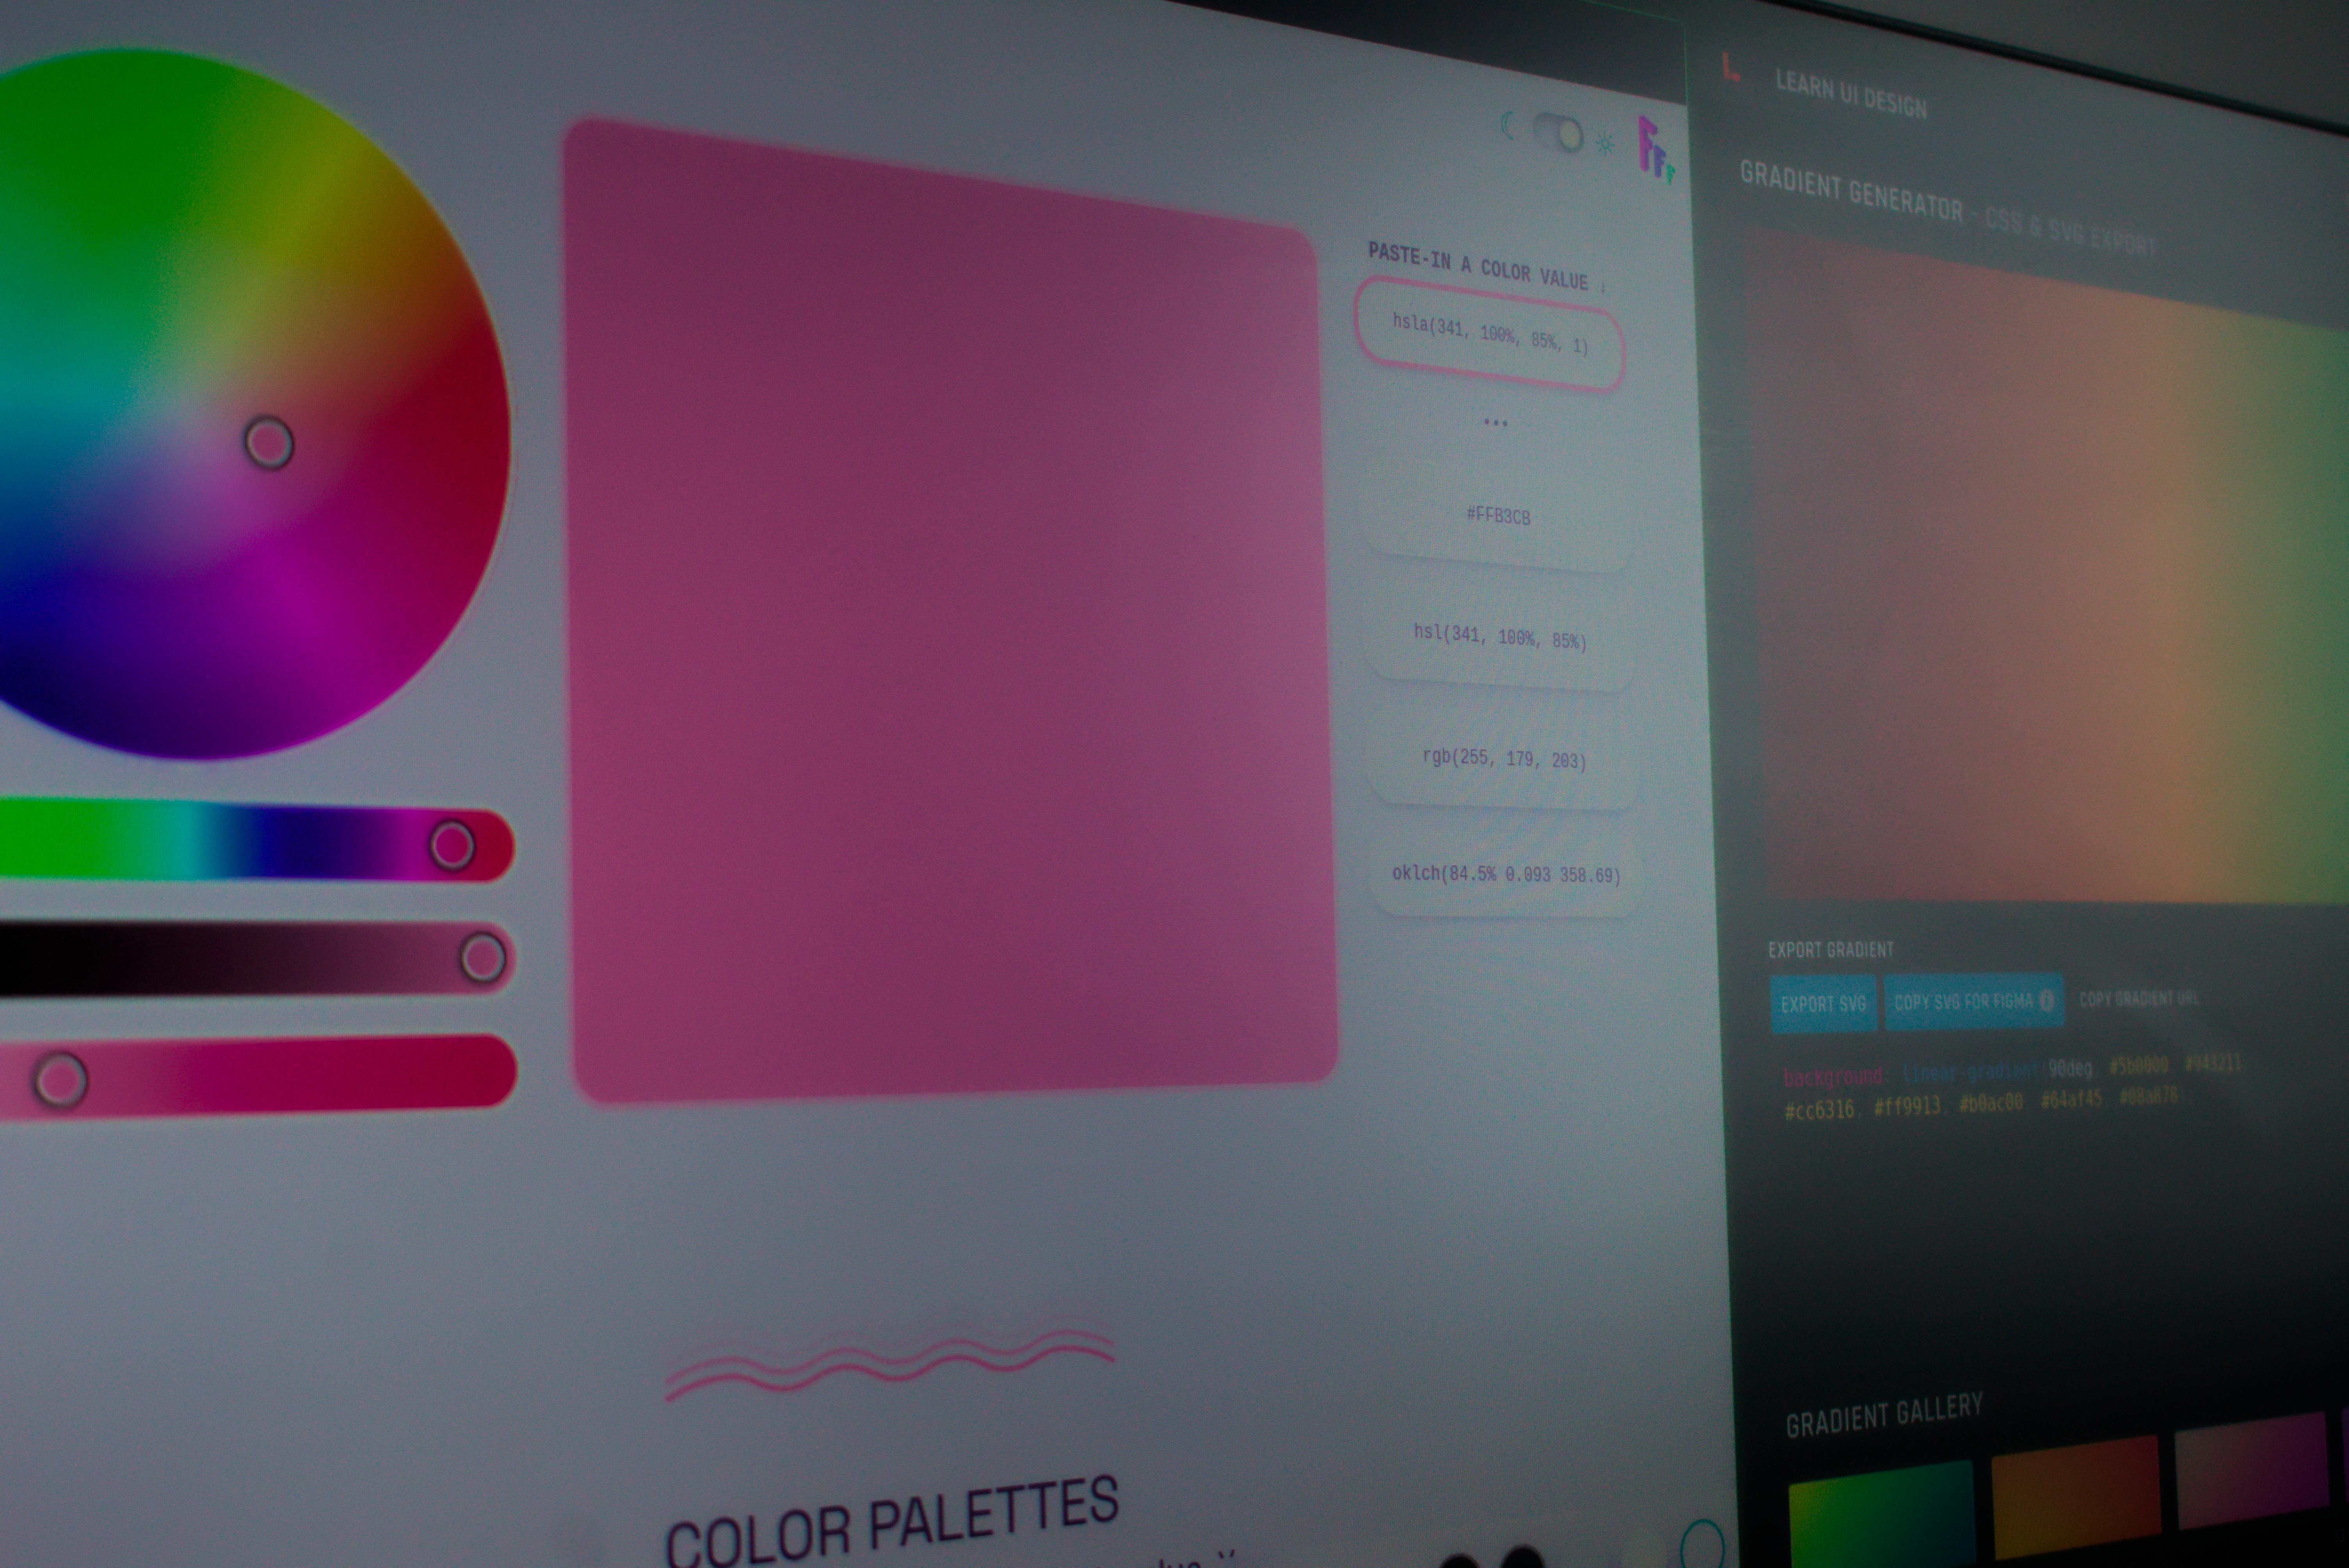 PASTE-IN A COLOR VALUE ↓
hsla(341, 100%, 85%, 1)
...
#FFB3CB
hsl(341, 100%, 85%)
rgb(255, 179, 203)
oklch(84.5% 0.093 358.69)
COLOR PALETTES
LEARN UI DESIGN
GRADIENT GENERATOR - CSS & SVG EXPORT
EXPORT GRADIENT
EXPORT SVG
COPY SVG FOR FIGMA
COPY GRADIENT URL
background: linear-gradient 90deg, #5b0000, #943211,
#cc6316, #ff9913, #b0ac00, #64af45, #08a878
GRADIENT GALLERY